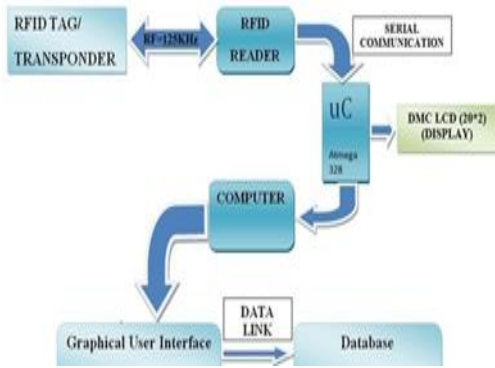 RFID TAG/
TRANSPONDER
RF=125KHz
RFID
READER
SERIAL
COMMUNICATION
uC
Atmega
328
DMC LCD (20*2)
(DISPLAY)
COMPUTER
DATA
LINK
Graphical User Interface
Database